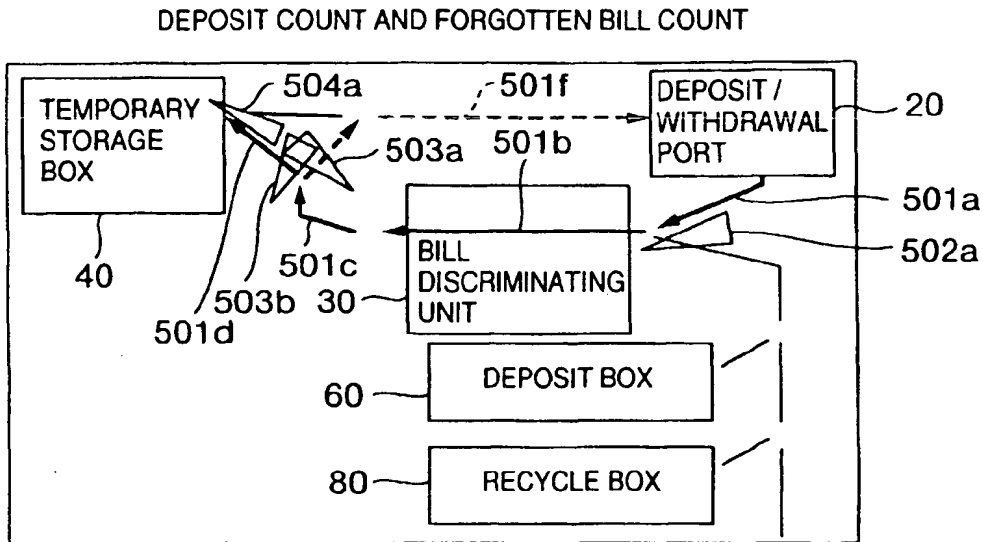 DEPOSIT COUNT AND FORGOTTEN BILL COUNT
TEMPORARY
STORAGE
BOX
504a
501f
DEPOSIT /
WITHDRAWAL
PORT
20
503a
501b
501a
502a
40
501d
503b
501c
30
BILL
DISCRIMINATING
UNIT
60
DEPOSIT BOX
80
RECYCLE BOX